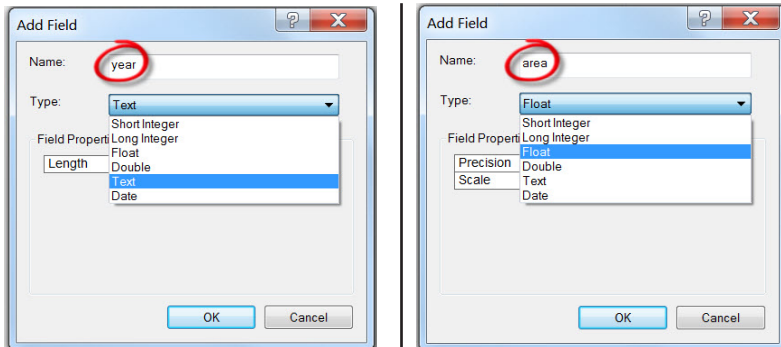 Add Field
Name: year
Type: Text
Short Integer
Long Integer
Float
Double
Text
Date
Field Properti
Length
OK Cancel
Add Field
Name: area
Type: Float
Short Integer
Long Integer
Float
Double
Text
Date
Field Properti
Precision
Scale
OK Cancel